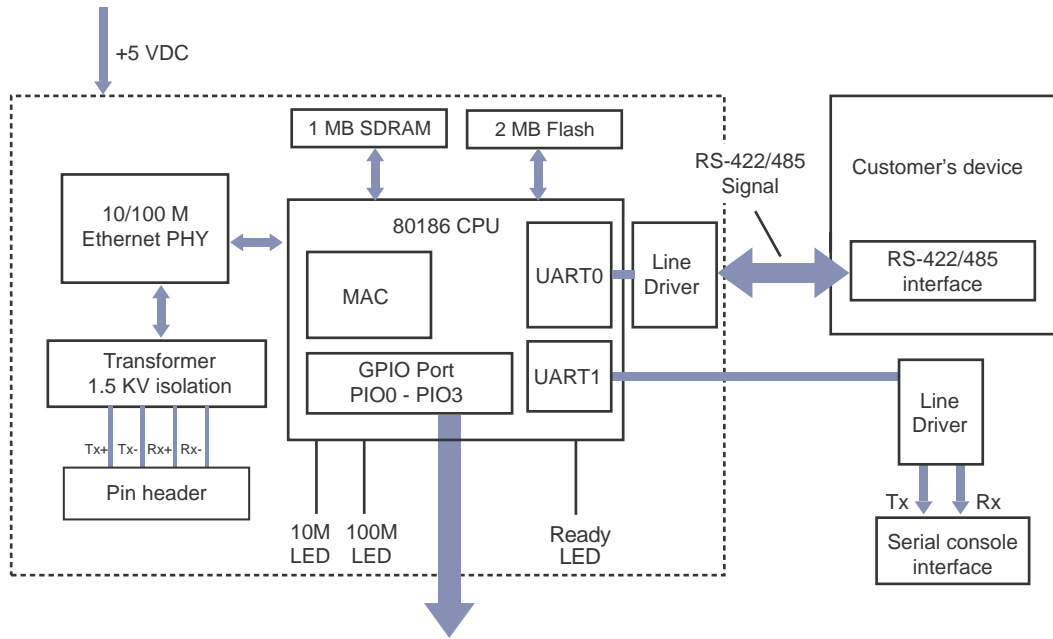 +5 VDC
1 MB SDRAM
2 MB Flash
RS-422/485
Signal
Customer's device
10/100 M
Ethernet PHY
80186 CPU
MAC
UART0
Line
Driver
RS-422/485
interface
Transformer
1.5 KV isolation
GPIO Port
PIO0 - PIO3
UART1
Line
Driver
Tx+
Tx-
Rx+
Rx-
Pin header
10M
LED
100M
LED
Ready
LED
Tx
Rx
Serial console
interface